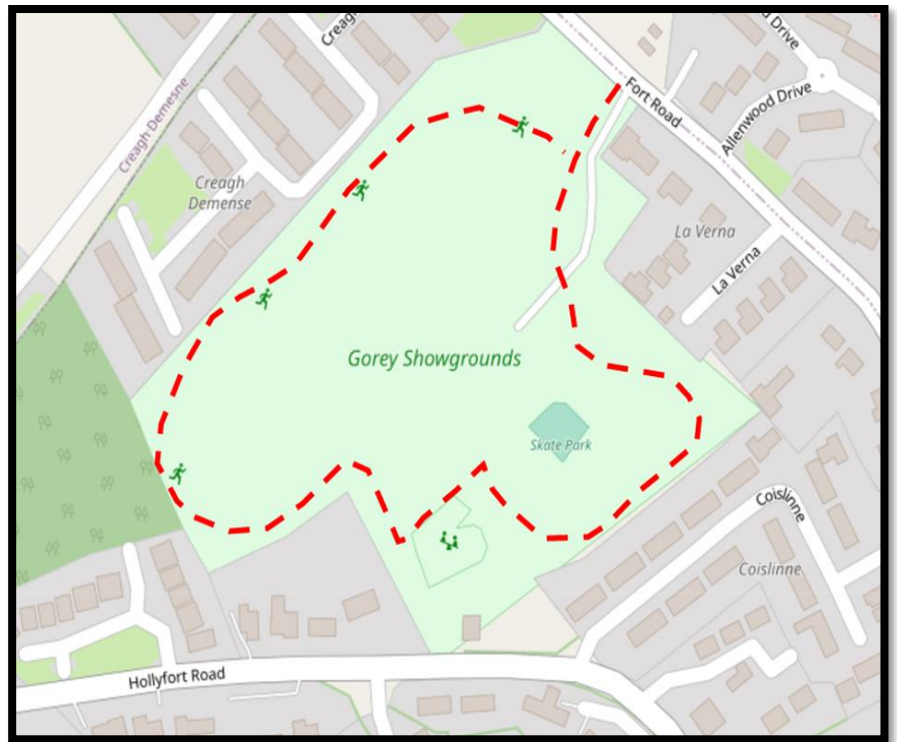 Creagh
d Drive
Fort Road
Allenwood Drive
Creagh Demesne
Creagh
Demense
La Verna
La Verna
Gorey Showgrounds
Skate Park
Coislinne
Coislinne
Hollyfort Road